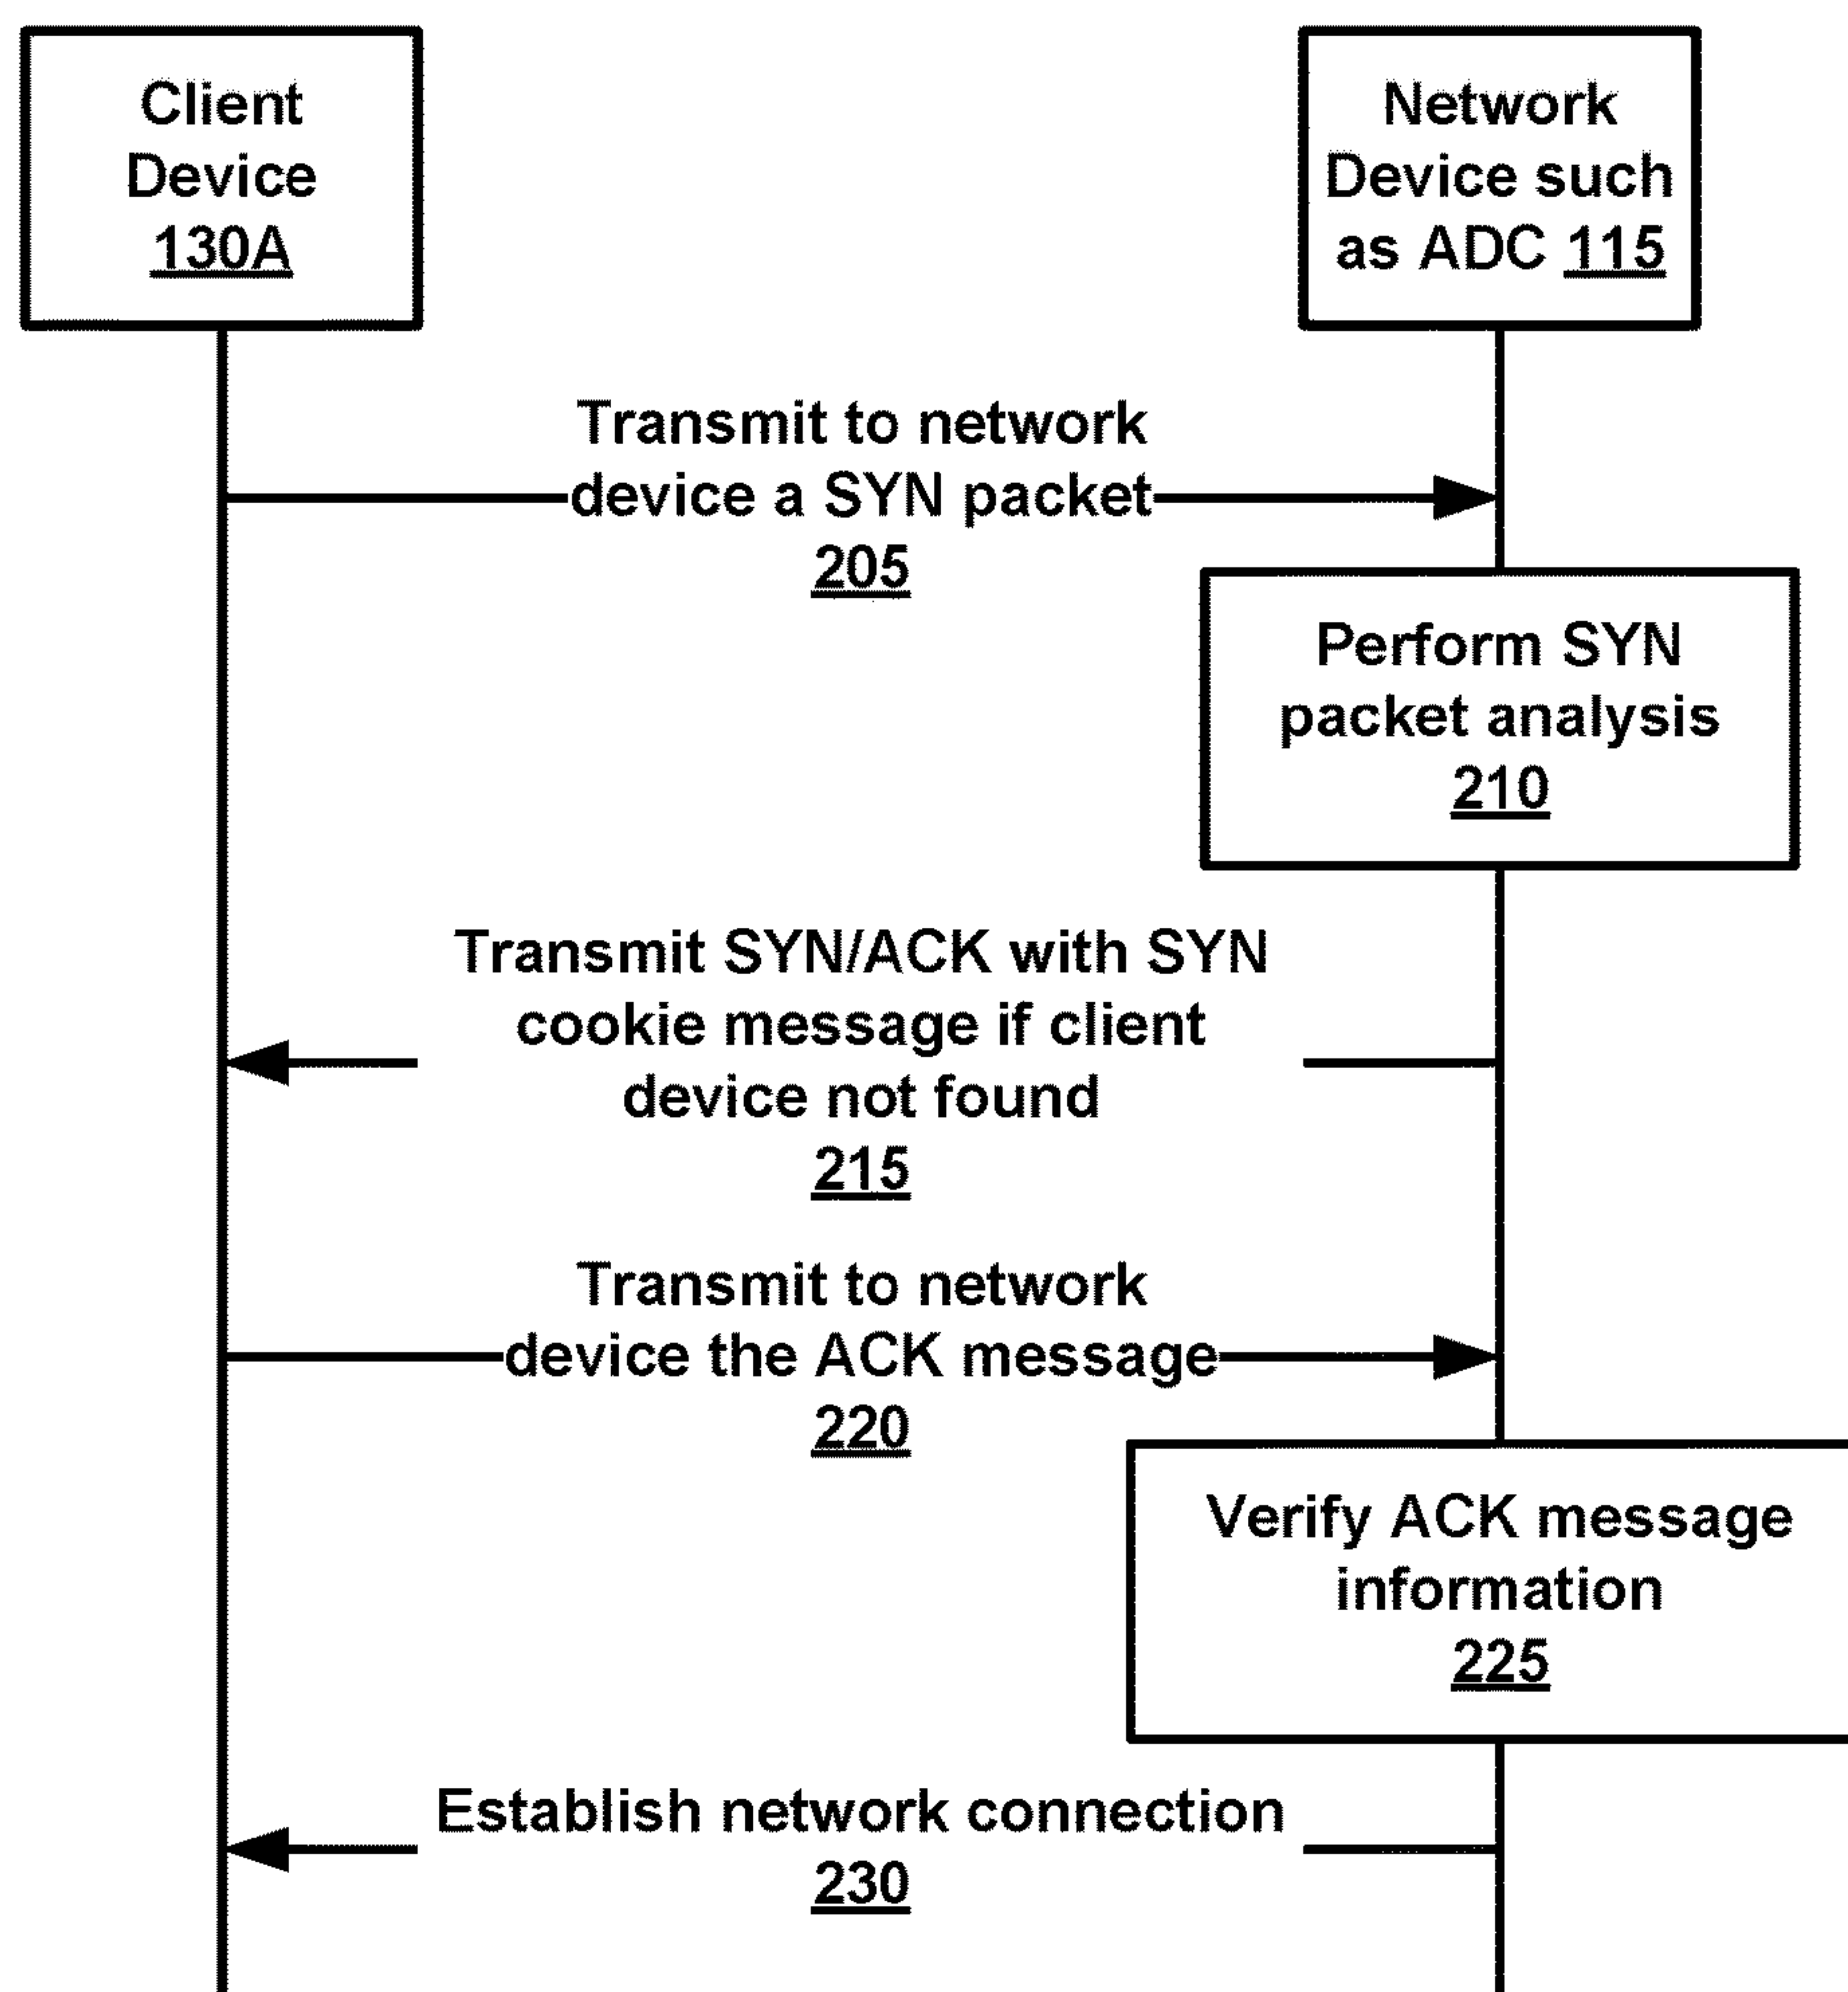 Client
Device
130A
Network
Device such
as ADC 115
Transmit to network
device a SYN packet
205
Perform SYN
packet analysis
210
Transmit SYN/ACK with SYN
cookie message if client
device not found
215
Transmit to network
device the ACK message
220
Verify ACK message
information
225
Establish network connection
230